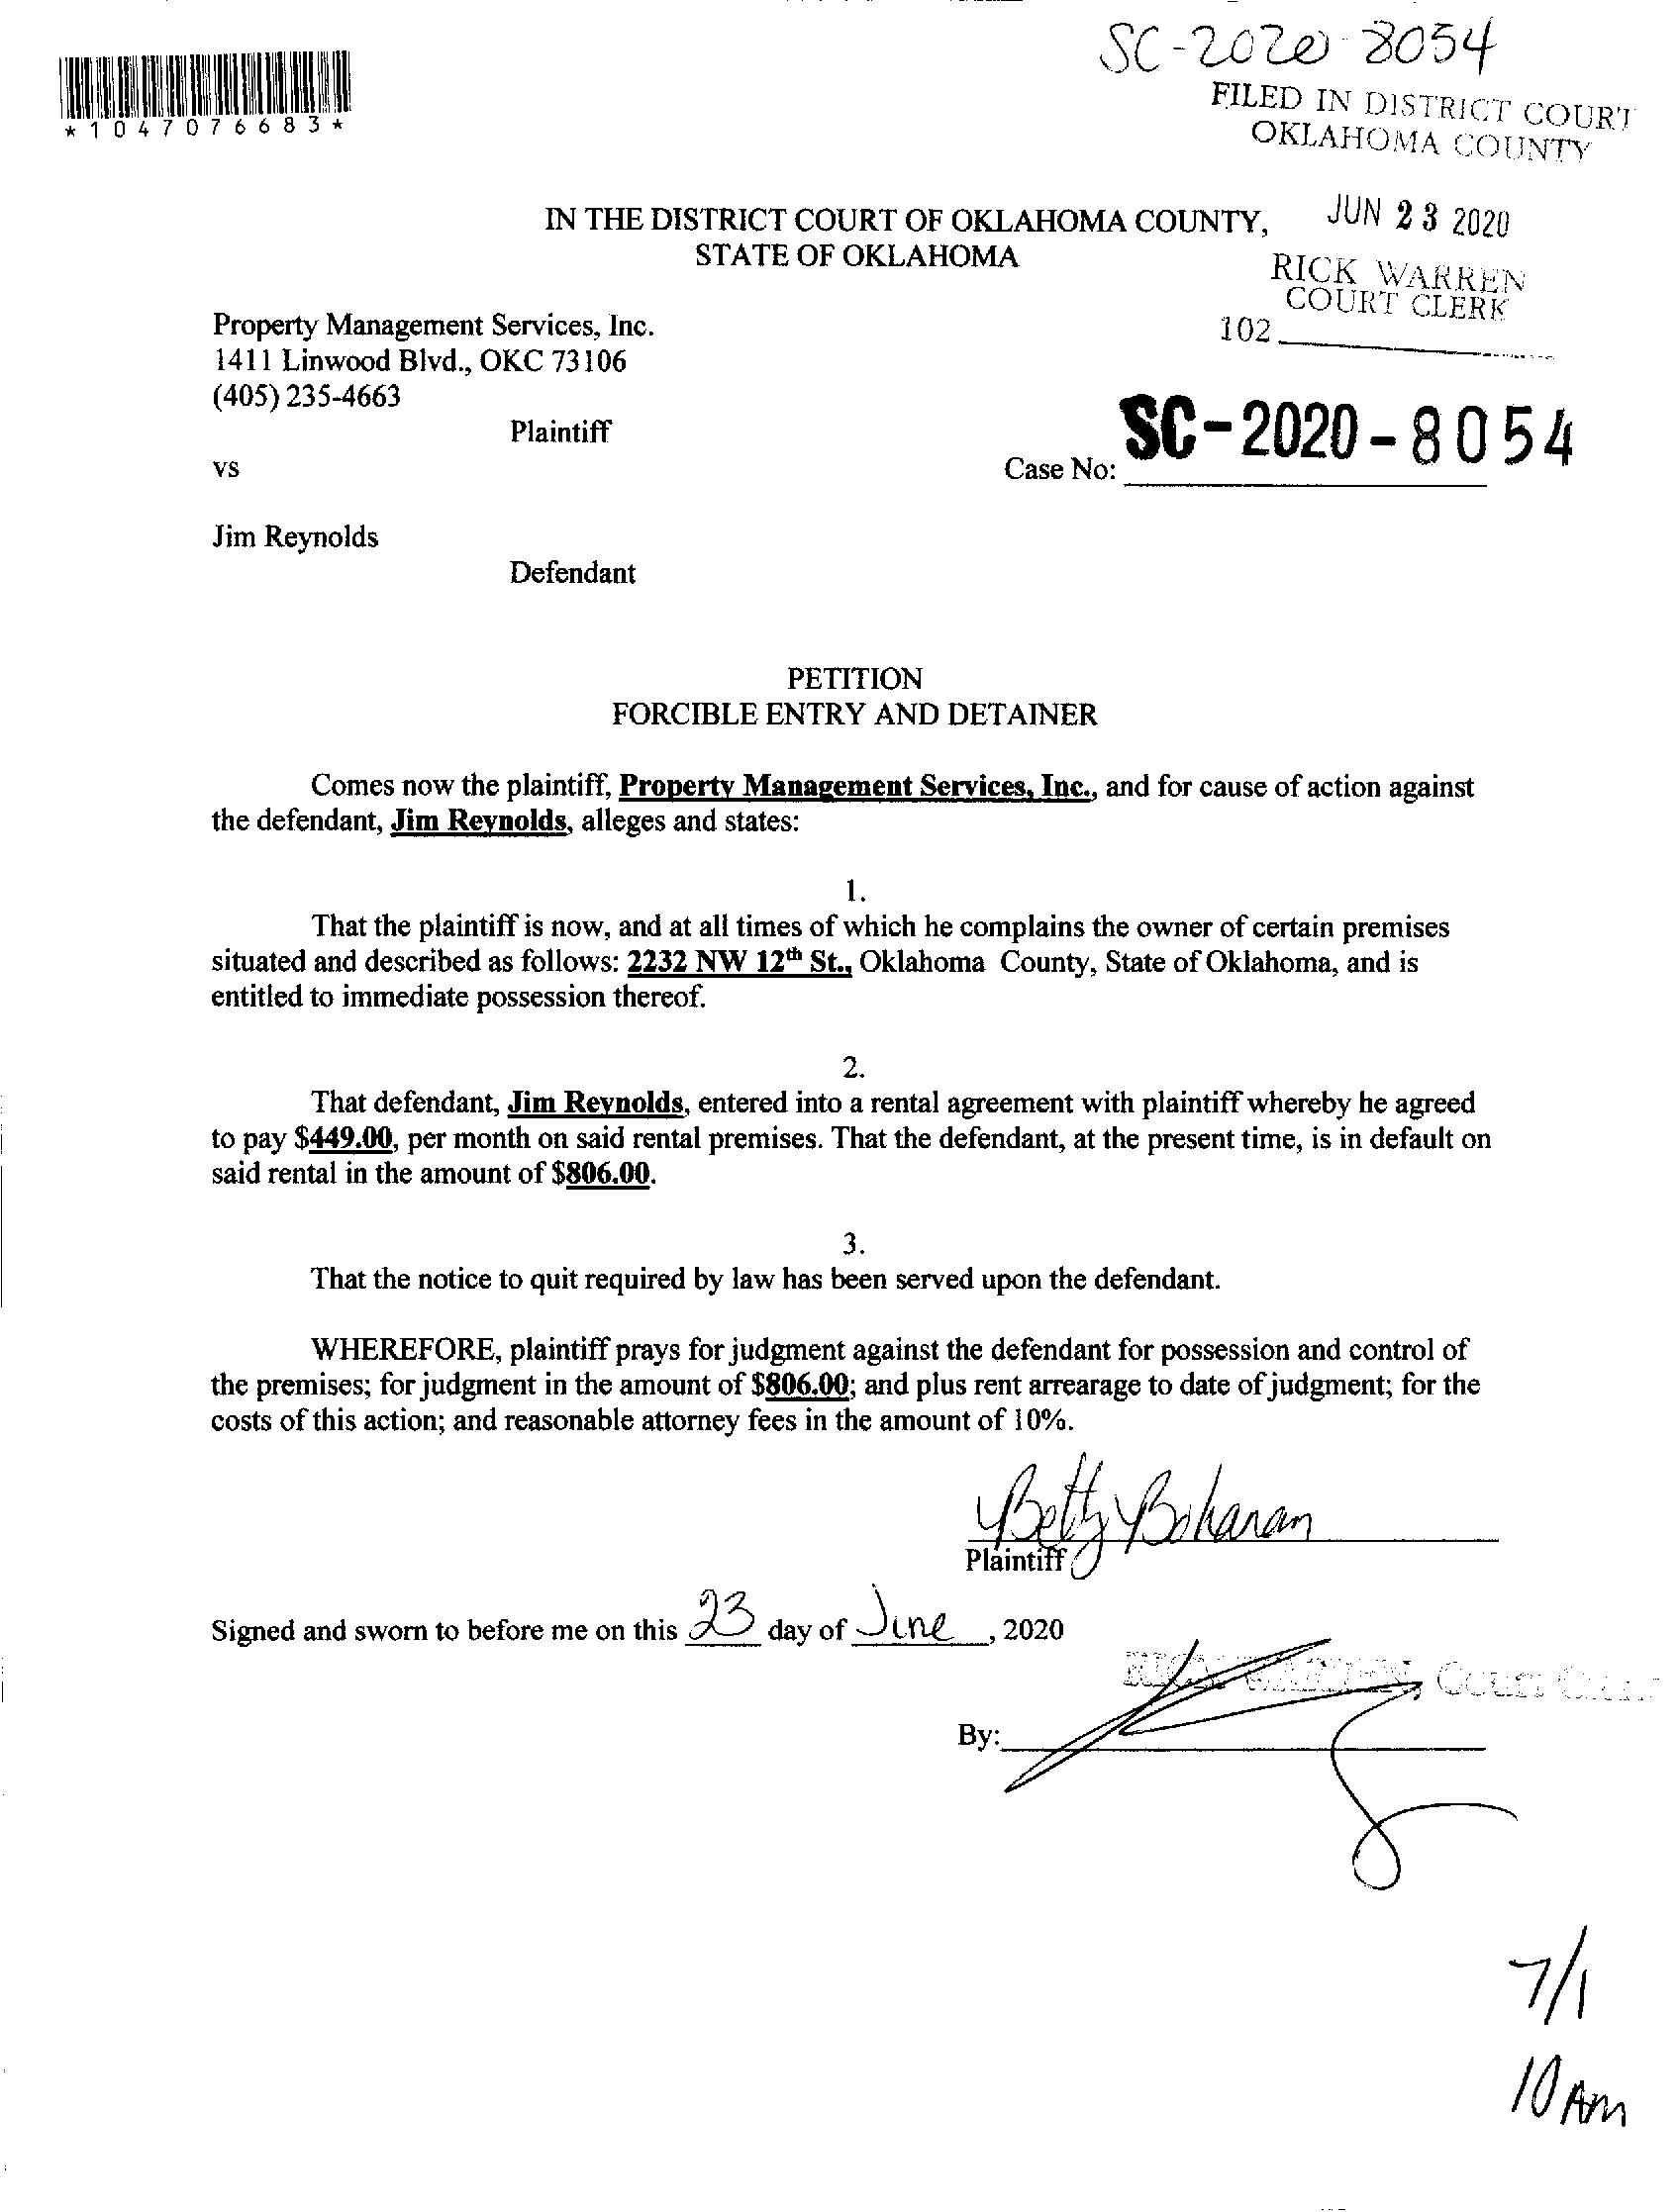 SC-2020-8054
*1047076683*
FILED IN DISTRICT COURT
OKLAHOMA COUNTY
IN THE DISTRICT COURT OF OKLAHOMA COUNTY,
STATE OF OKLAHOMA
JUN 23 2020
RICK WARREN
COURT CLERK
102
Property Management Services, Inc.
1411 Linwood Blvd., OKC 73106
(405) 235-4663
Plaintiff
vs
Case No: SC-2020-8054
Jim Reynolds
Defendant
PETITION
FORCIBLE ENTRY AND DETAINER
Comes now the plaintiff, Property Management Services, Inc., and for cause of action against
the defendant, Jim Reynolds, alleges and states:
1.
That the plaintiff is now, and at all times of which he complains the owner of certain premises
situated and described as follows: 2232 NW 12th St., Oklahoma County, State of Oklahoma, and is
entitled to immediate possession thereof.
2.
That defendant, Jim Reynolds, entered into a rental agreement with plaintiff whereby he agreed
to pay $449.00, per month on said rental premises. That the defendant, at the present time, is in default on
said rental in the amount of $806.00.
3.
That the notice to quit required by law has been served upon the defendant.
WHEREFORE, plaintiff prays for judgment against the defendant for possession and control of
the premises; for judgment in the amount of $806.00; and plus rent arrearage to date of judgment; for the
costs of this action; and reasonable attorney fees in the amount of 10%.
Betty Bohanan
Plaintiff
Signed and sworn to before me on this 23 day of June, 2020
RICK WARREN, Court Clerk
By:
7/1
10 AM